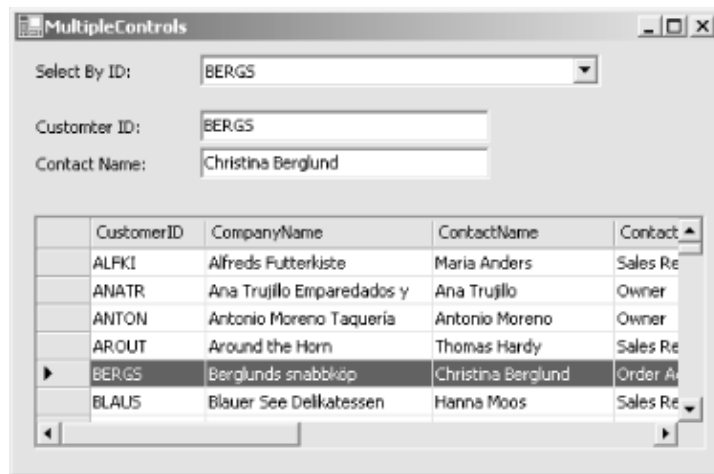 MultipleControls
Select By ID: BERGS
Customter ID: BERGS
Contact Name: Christina Berglund
CustomerID CompanyName ContactName Contact
ALFKI Alfreds Futterkiste Maria Anders Sales Re
ANATR Ana Trujillo Emparedados y Ana Trujillo Owner
ANTON Antonio Moreno Taquería Antonio Moreno Owner
AROUT Around the Horn Thomas Hardy Sales Re
BERGS Berglunds snabbköp Christina Berglund Order A
BLAUS Blauer See Delikatessen Hanna Moos Sales Re